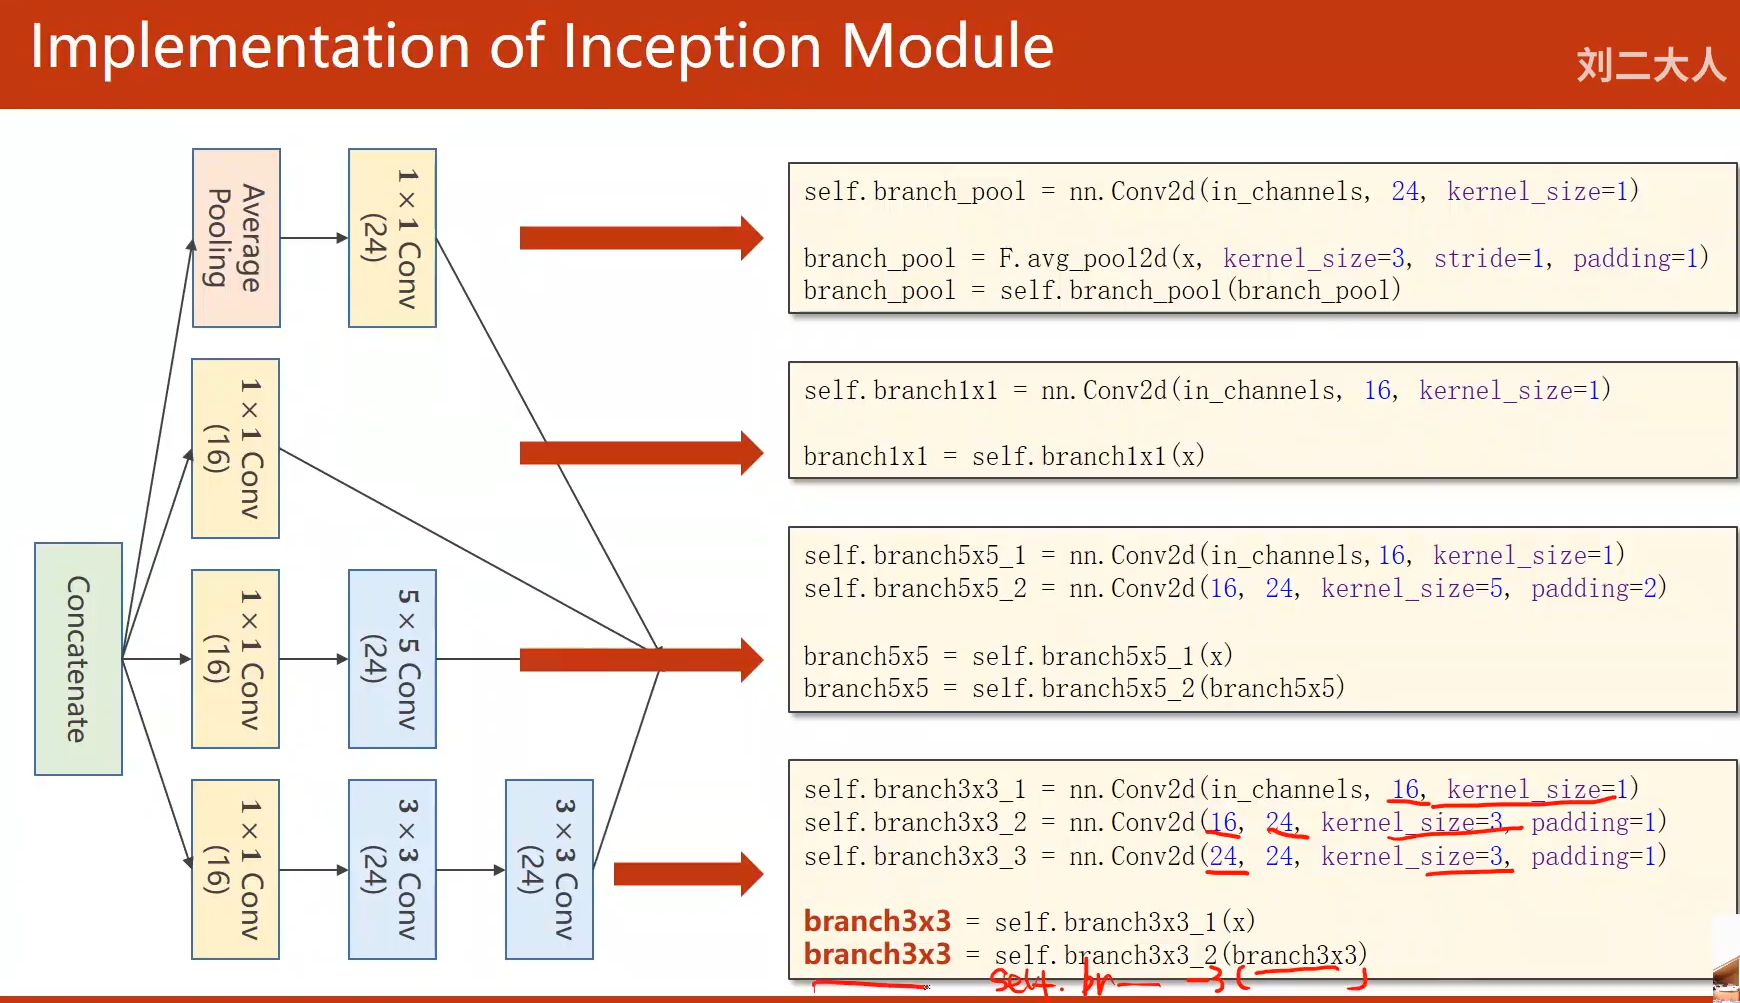 Implementation of Inception Module
刘二大人
Average
Pooling
1×1 Conv
(24)
self.branch_pool = nn.Conv2d(in_channels, 24, kernel_size=1)
branch_pool = F.avg_pool2d(x, kernel_size=3, stride=1, padding=1)
branch_pool = self.branch_pool(branch_pool)
1×1 Conv
(16)
self.branch1x1 = nn.Conv2d(in_channels, 16, kernel_size=1)
branch1x1 = self.branch1x1(x)
Concatenate
1×1 Conv
(16)
5×5 Conv
(24)
self.branch5x5_1 = nn.Conv2d(in_channels,16, kernel_size=1)
self.branch5x5_2 = nn.Conv2d(16, 24, kernel_size=5, padding=2)
branch5x5 = self.branch5x5_1(x)
branch5x5 = self.branch5x5_2(branch5x5)
1×1 Conv
(16)
3×3 Conv
(24)
3×3 Conv
(24)
self.branch3x3_1 = nn.Conv2d(in_channels, 16, kernel_size=1)
self.branch3x3_2 = nn.Conv2d(16, 24, kernel_size=3, padding=1)
self.branch3x3_3 = nn.Conv2d(24, 24, kernel_size=3, padding=1)
branch3x3 = self.branch3x3_1(x)
branch3x3 = self.branch3x3_2(branch3x3)
self. br -3( )